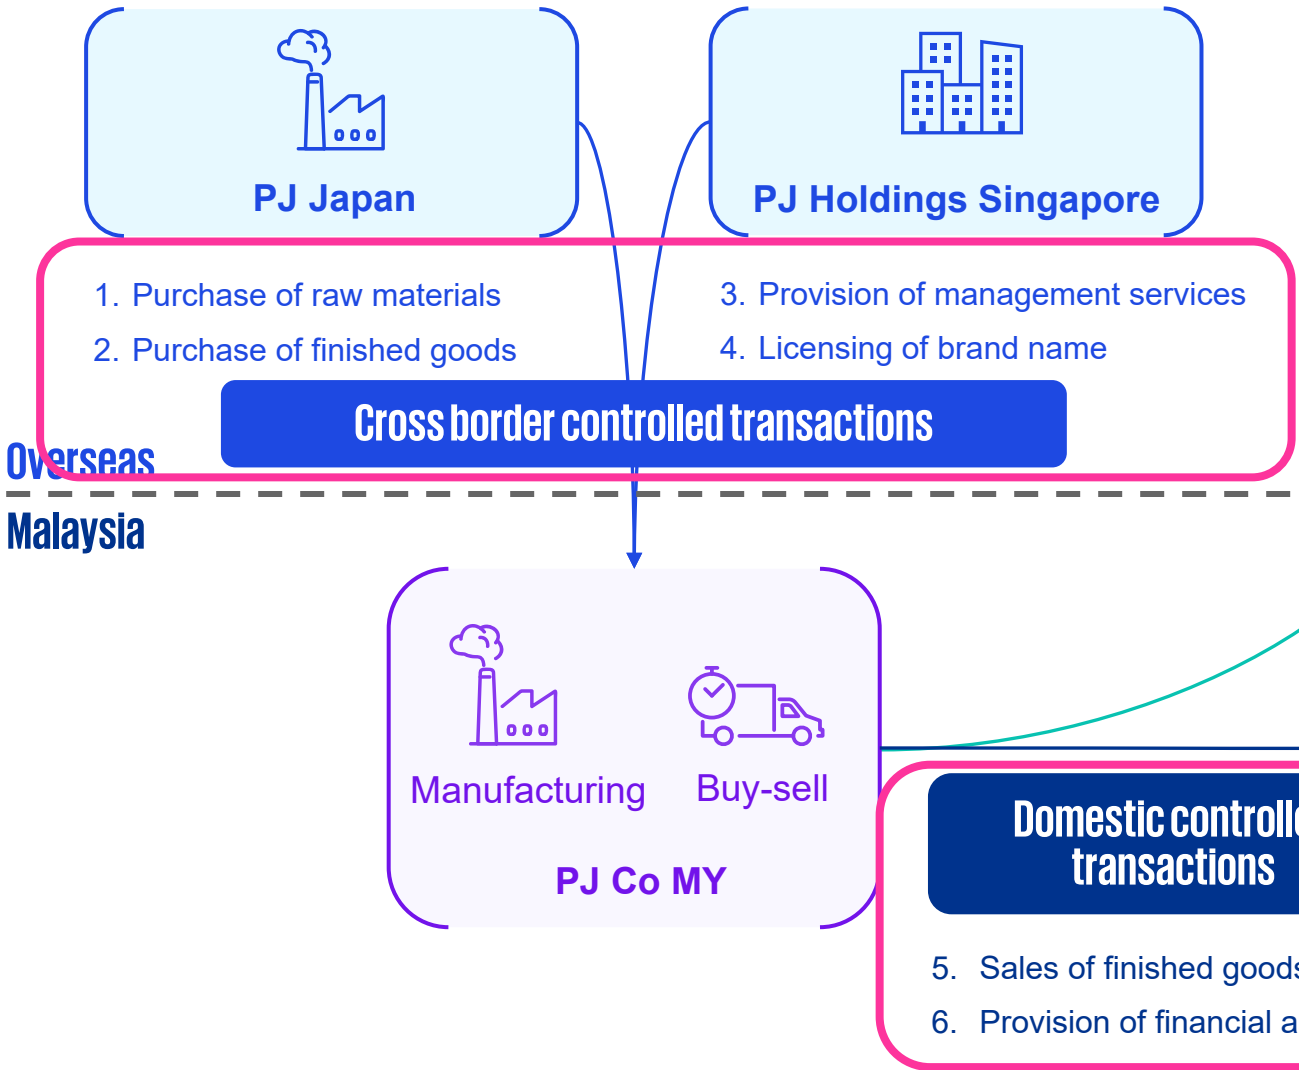 PJ Japan
PJ Holdings Singapore
1. Purchase of raw materials
2. Purchase of finished goods
3. Provision of management services
4. Licensing of brand name
Cross border controlled transactions
Overseas
Malaysia
Manufacturing
Buy-sell
PJ Co MY
Domestic
transactions
5. Sales of finished
6. Provision of financial